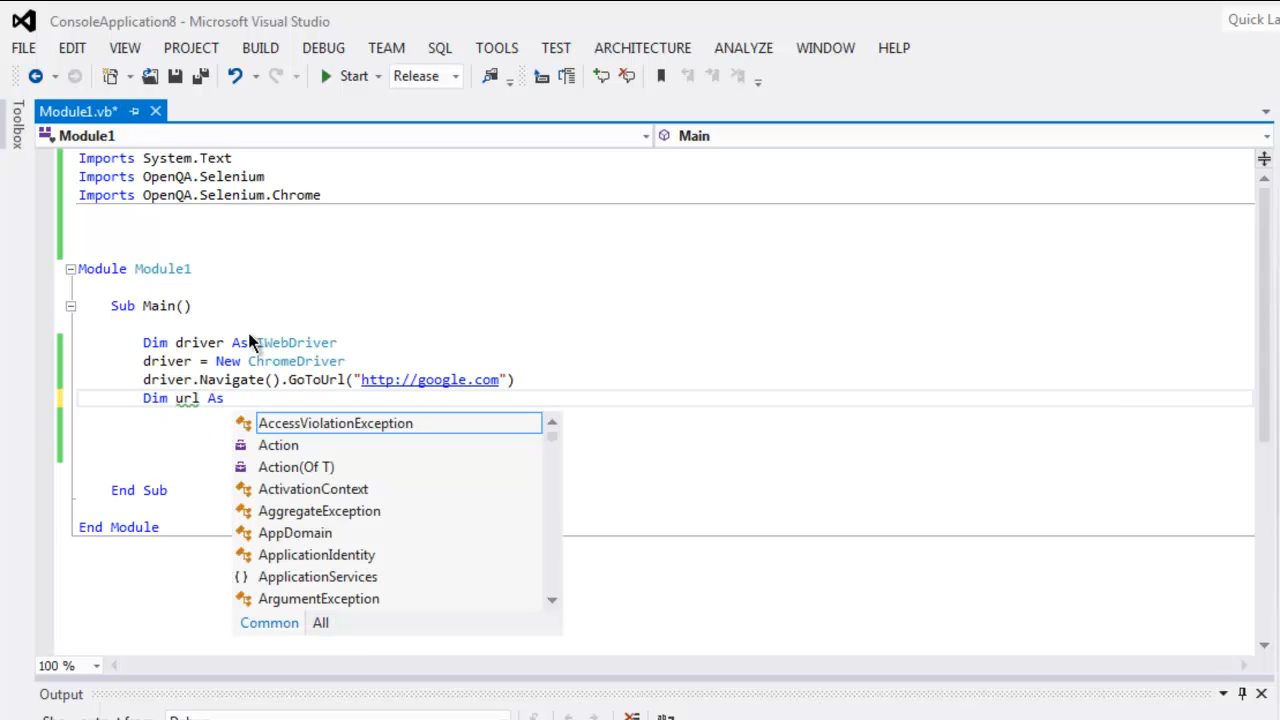 ConsoleApplication8 - Microsoft Visual Studio
Quick La
FILE EDIT VIEW PROJECT BUILD DEBUG TEAM SQL TOOLS TEST ARCHITECTURE ANALYZE WINDOW HELP
Start Release
Toolbox
Module1.vb*
Module1 Main
Imports System.Text
Imports OpenQA.Selenium
Imports OpenQA.Selenium.Chrome
Module Module1
Sub Main()
Dim driver As IWebDriver
driver = New ChromeDriver
driver.Navigate().GoToUrl("http://google.com")
Dim url As
AccessViolationException
Action
Action(Of T)
ActivationContext
AggregateException
AppDomain
ApplicationIdentity
{ } ApplicationServices
ArgumentException
Common All
End Sub
End Module
100 %
Output